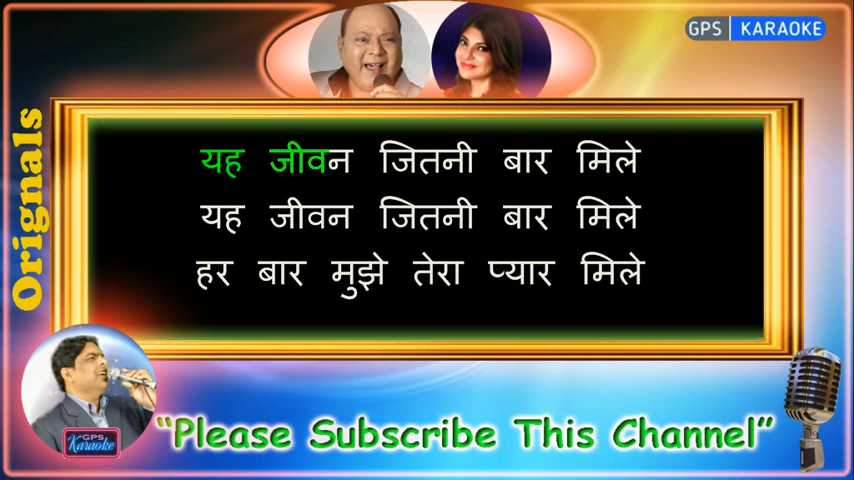 GPS | KARAOKE
Orignals
यह जीवन जितनी बार मिले
यह जीवन जितनी बार मिले
हर बार मुझे तेरा प्यार मिले
GPS
Karaoke
“Please Subscribe This Channel”